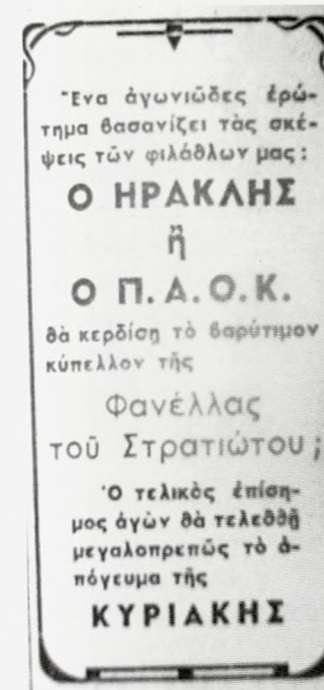 Ἕνα ἀγωνιῶδες ἐρώ-
τημα βασανίζει τὰς σκέ-
ψεις τῶν φιλάθλων μας:
Ο ΗΡΑΚΛΗΣ
ἢ
Ο Π.Α.Ο.Κ.
θὰ κερδίσῃ τὸ βαρύτιμον
κύπελλον τῆς
Φανέλλας
τοῦ Στρατιώτου;
Ὁ τελικὸς ἐπίση-
μος ἀγὼν θὰ τελεσθῇ
μεγαλοπρεπῶς τὸ ἀ-
πόγευμα τῆς
ΚΥΡΙΑΚΗΣ